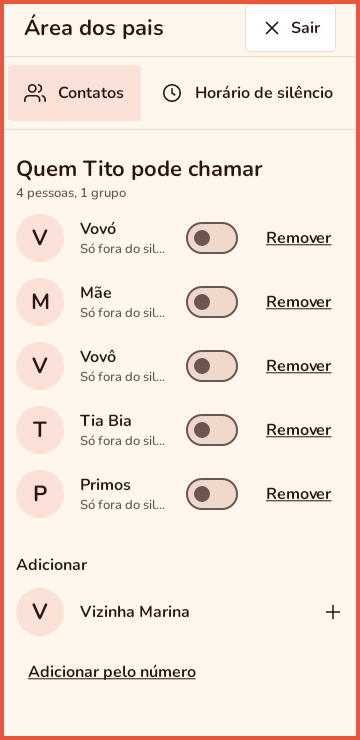 Área dos pais
Sair
Contatos
Horário de silêncio
Quem Tito pode chamar
4 pessoas, 1 grupo
V
Vovó
Só fora do sil...
Remover
M
Mãe
Só fora do sil...
Remover
V
Vovô
Só fora do sil...
Remover
T
Tia Bia
Só fora do sil...
Remover
P
Primos
Só fora do sil...
Remover
Adicionar
V
Vizinha Marina
Adicionar pelo número